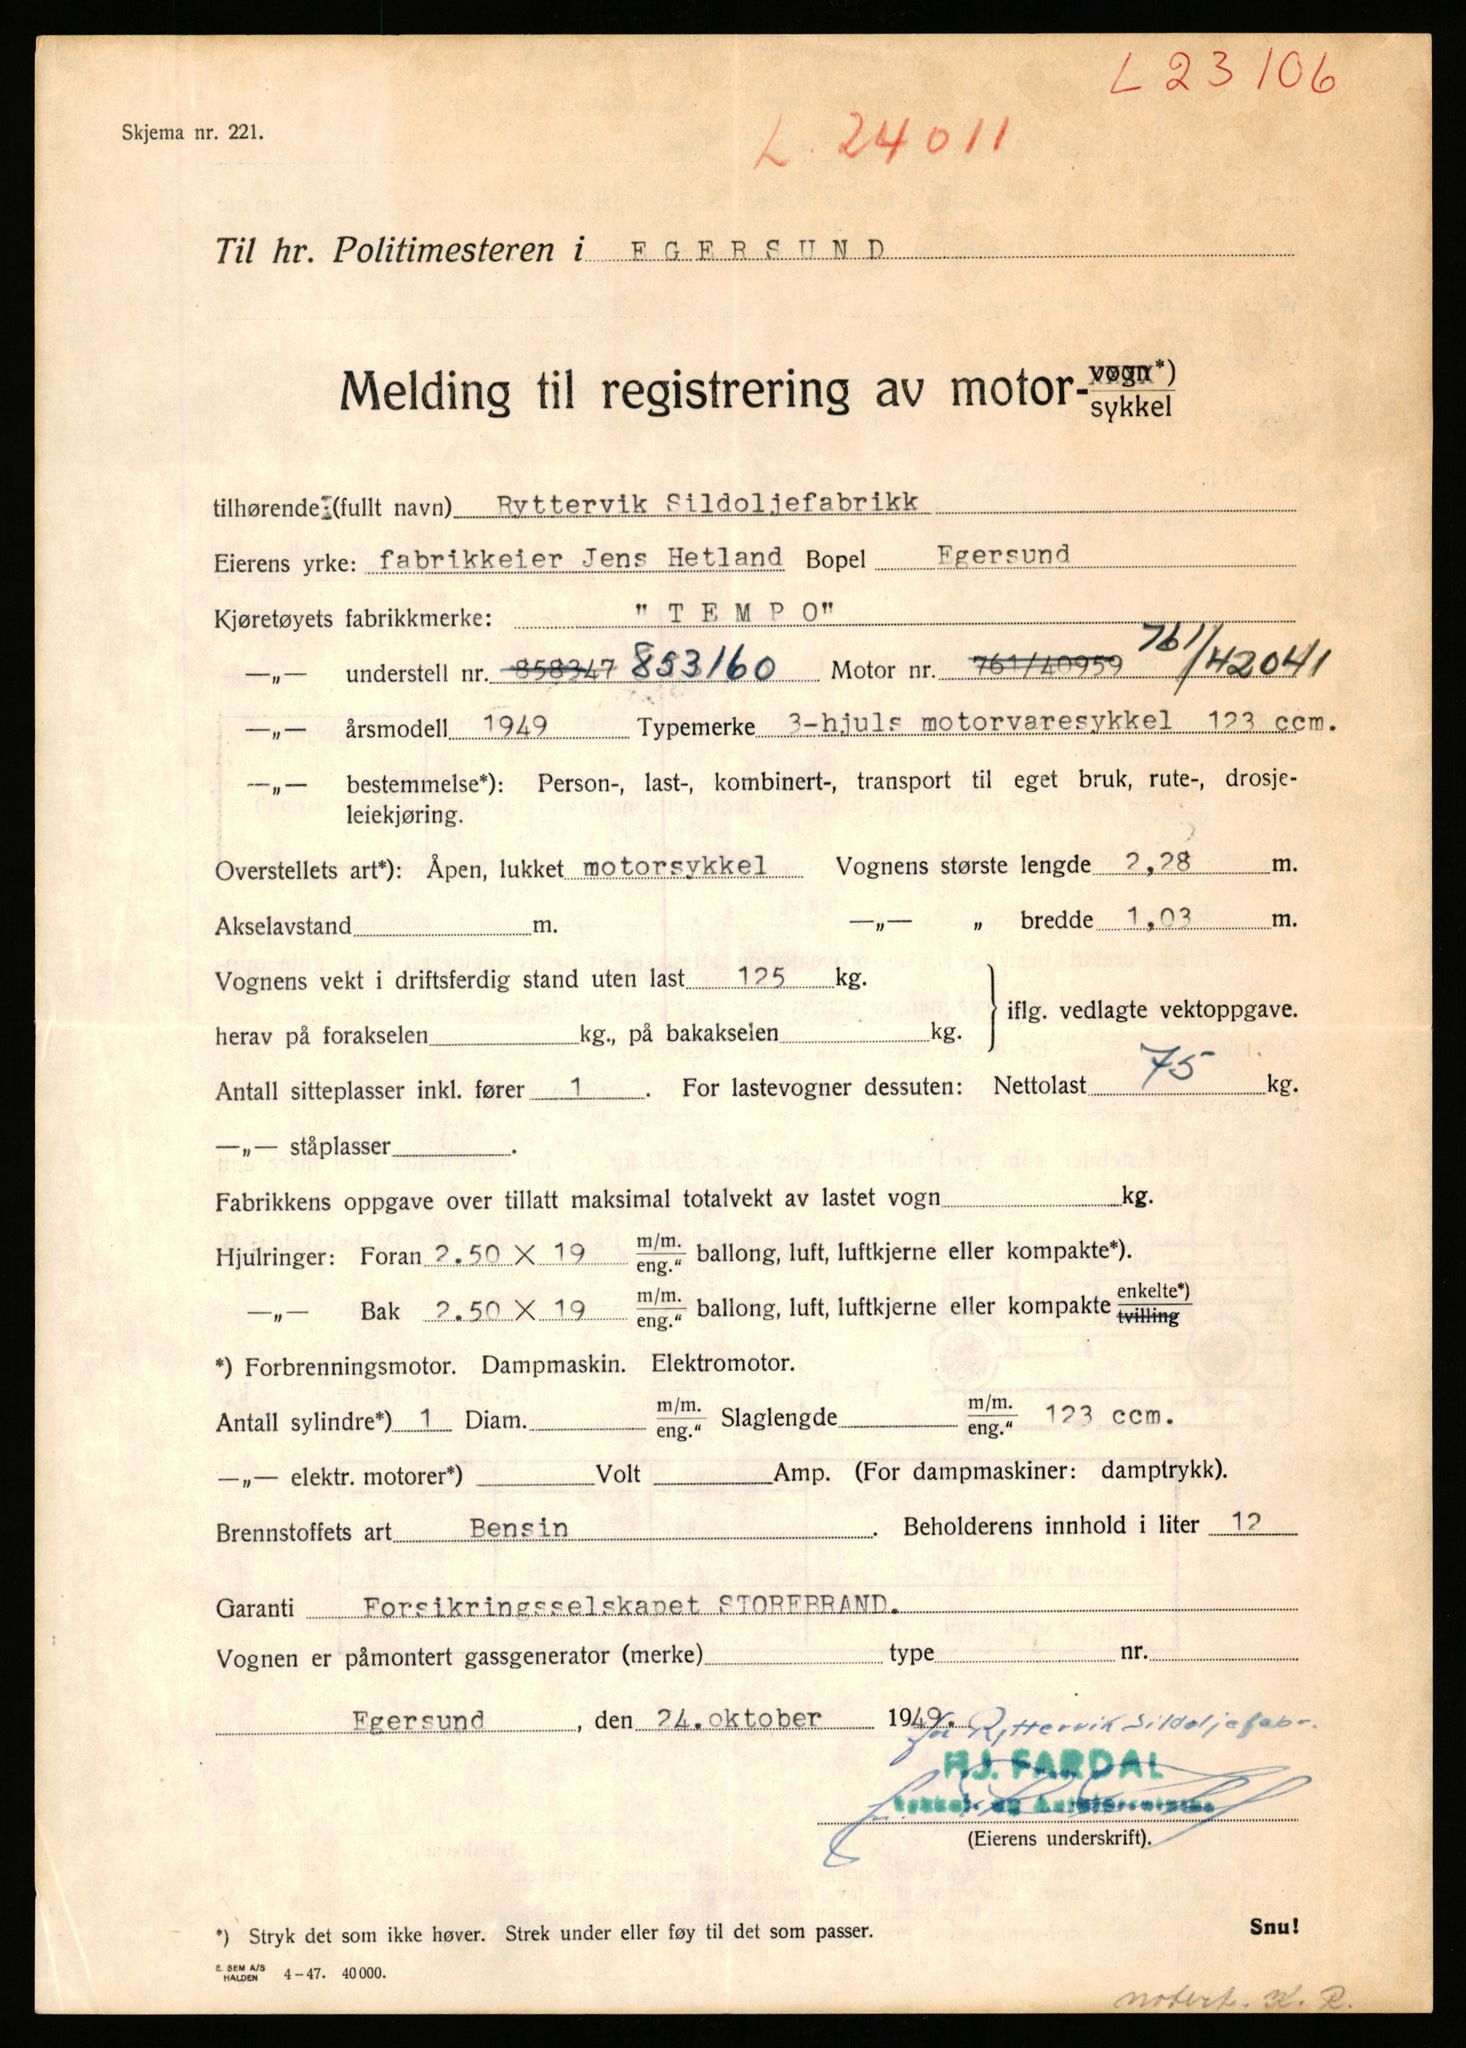 L 23106
L. 24011
Skjema nr. 221.
Til hr. Politimesteren i EGERSUND
Melding til registrering av motor- vogn*)
sykkel
tilhørende: (fullt navn) Ryttervik Sildoljefabrikk
Eierens yrke: fabrikkeier Jens Hetland Bopel Egersund
Kjøretøyets fabrikkmerke: "TEMPO"
—„— understell nr. 858347 853160 Motor nr. 761/40959 761/42041
—„— årsmodell 1949 Typemerke 3-hjuls motorvaresykkel 123 ccm.
—„— bestemmelse*): Person-, last-, kombinert-, transport til eget bruk, rute-, drosje-
leiekjøring.
Overstellets art*): Åpen, lukket motorsykkel Vognens største lengde 2,28 m.
Akselavstand m. —„— „ bredde 1,03 m.
Vognens vekt i driftsferdig stand uten last 125 kg.
iflg. vedlagte vektoppgave.
herav på forakselen kg., på bakakselen kg.
Antall sitteplasser inkl. fører 1. For lastevogner dessuten: Nettolast 75 kg.
—„— ståplasser .
Fabrikkens oppgave over tillatt maksimal totalvekt av lastet vogn kg.
Hjulringer: Foran 2.50 X 19 m/m. eng." ballong, luft, luftkjerne eller kompakte*).
—„— Bak 2.50 X 19 m/m. eng." ballong, luft, luftkjerne eller kompakte enkelte*) tvilling
*) Forbrenningsmotor. Dampmaskin. Elektromotor.
Antall sylindre*) 1 Diam. m/m. eng." Slaglengde m/m. eng." 123 ccm.
—„— elektr. motorer*) Volt Amp. (For dampmaskiner: damptrykk).
Brennstoffets art Bensin . Beholderens innhold i liter 12
Garanti Forsikringsselskapet STOREBRAND.
Vognen er påmontert gassgenerator (merke) type nr.
Egersund, den 24.oktober 1949.
for Ryttervik Sildoljefabr.
HJ. FARDAL
Sykkel- og
(Eierens underskrift).
*) Stryk det som ikke høver. Strek under eller føy til det som passer. Snu!
E. SEM A/S
HALDEN 4-47. 40 000.
notert. K. R.